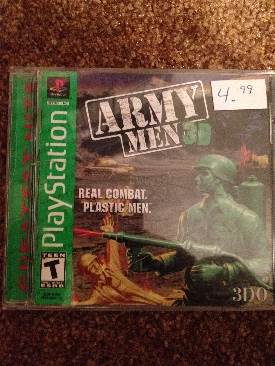 PlayStation
ARMY
MEN 3D
4.99
REAL COMBAT.
PLASTIC MEN.
TEEN
T
3DO